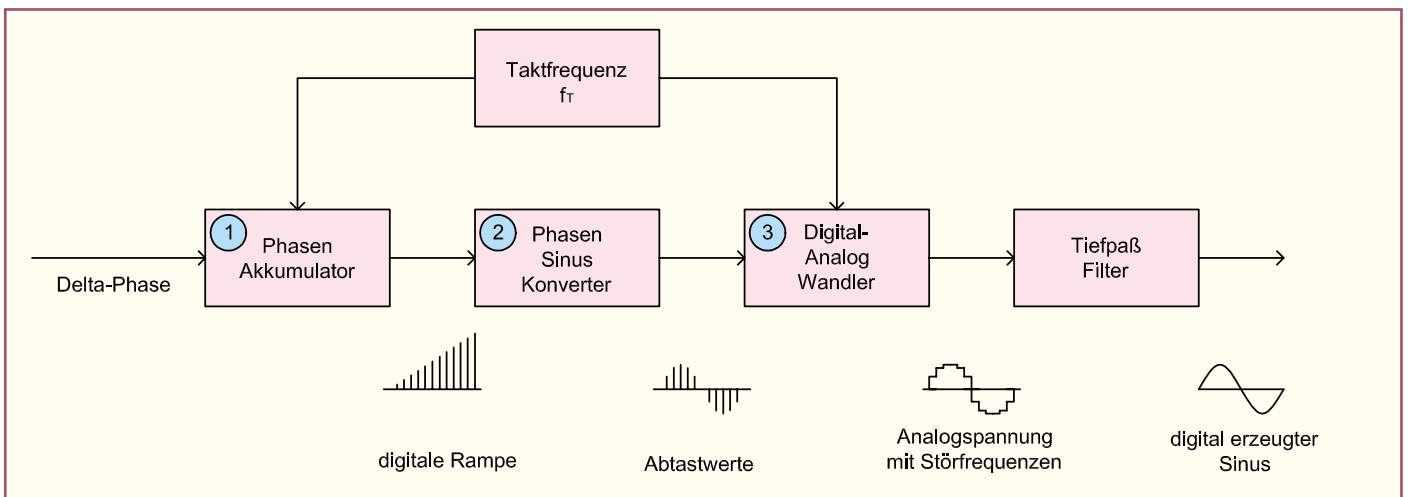 Taktfrequenz
fT
1
Phasen
Akkumulator
2
Phasen
Sinus
Konverter
3
Digital-
Analog
Wandler
Tiefpaß
Filter
Delta-Phase
digitale Rampe
Abtastwerte
Analogspannung
mit Störfrequenzen
digital erzeugter
Sinus